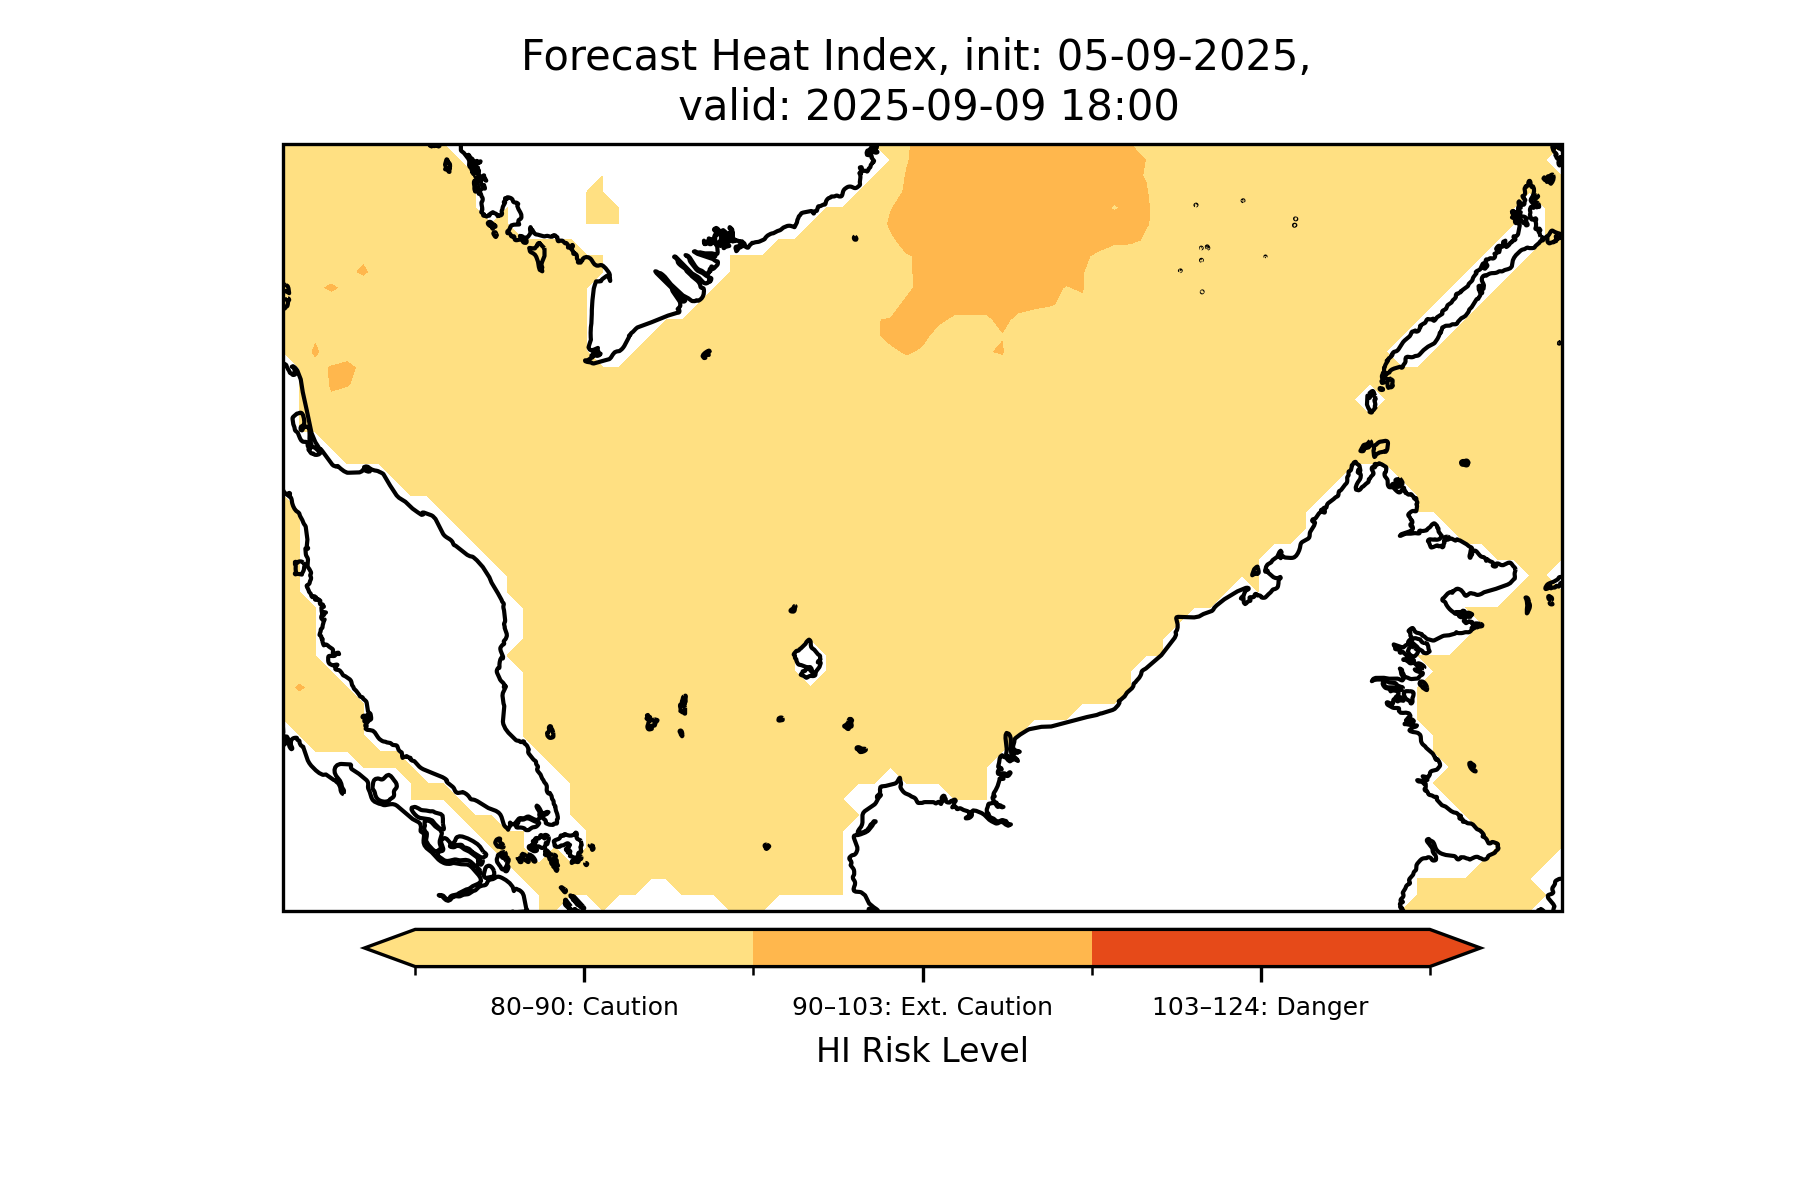 Forecast Heat Index, init: 05-09-2025,
valid: 2025-09-09 18:00
80–90: Caution
90–103: Ext. Caution
103–124: Danger
HI Risk Level